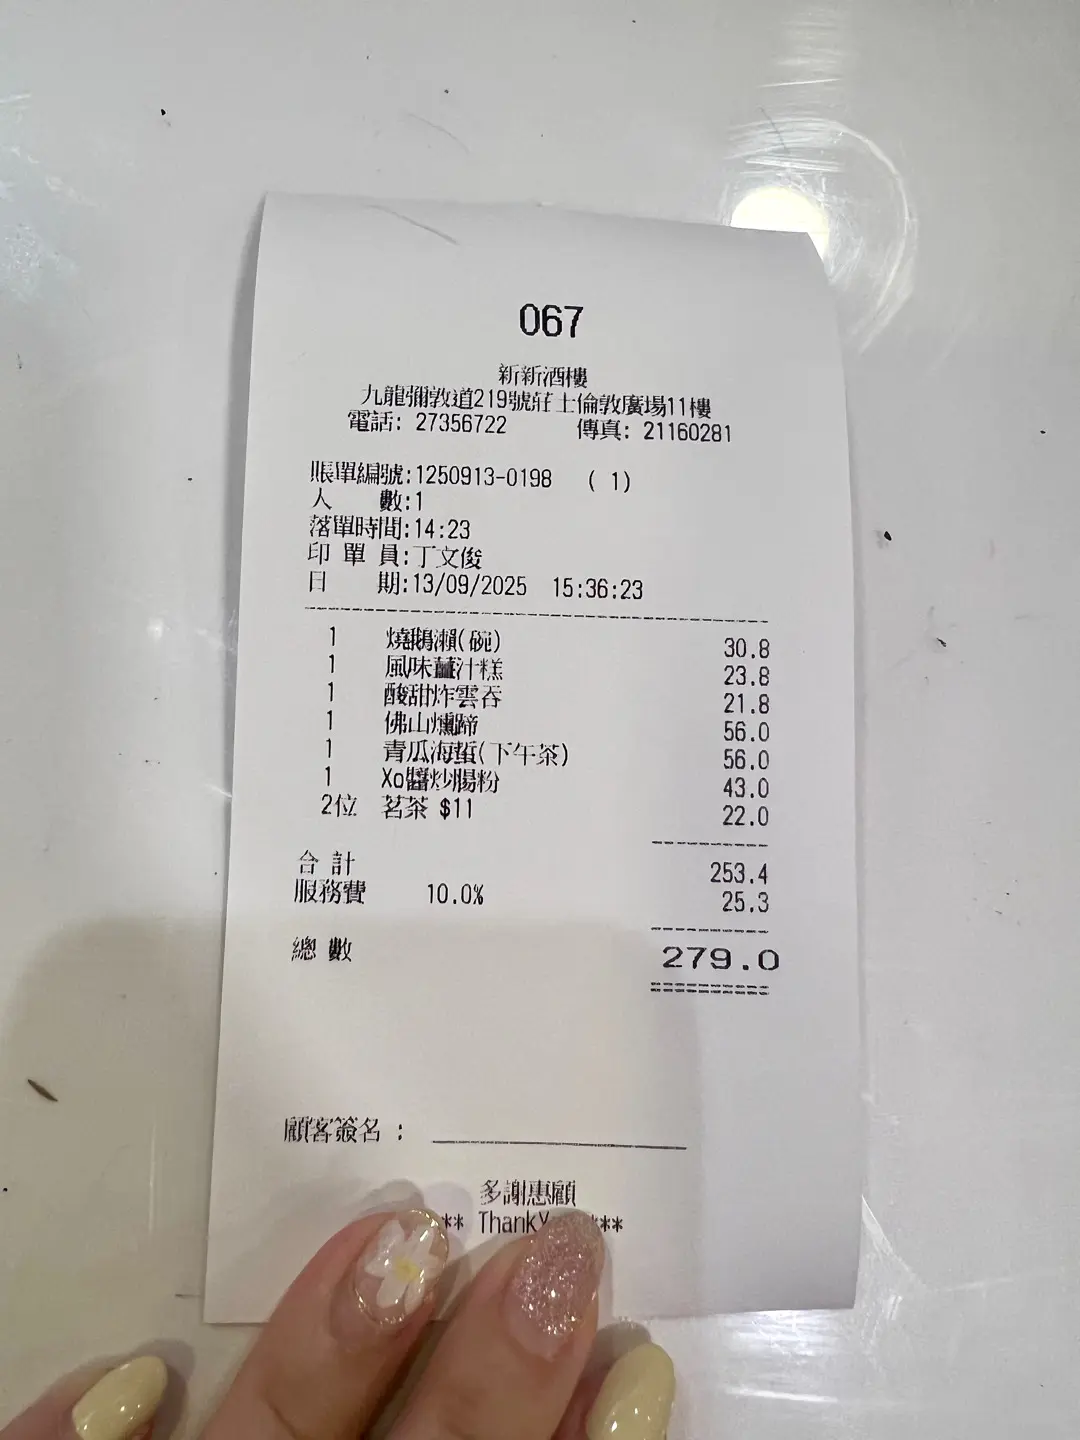 067
新新酒樓
九龍彌敦道219號莊士倫敦廣場11樓
電話: 27356722 傳真: 21160281
賬單編號:1250913-0198 ( 1)
人 數:1
落單時間:14:23
印 單 員:丁文俊
日 期:13/09/2025 15:36:23
1 燒鵝瀨(碗) 30.8
1 風味薑汁糕 23.8
1 酸甜炸雲吞 21.8
1 佛山燻蹄 56.0
1 青瓜海蜇(下午茶) 56.0
1 Xo醬炒腸粉 43.0
2位 茗茶 $11 22.0
合 計 253.4
服務費 10.0% 25.3
總 數 279.0
顧客簽名 :
多謝惠顧
** Thank **